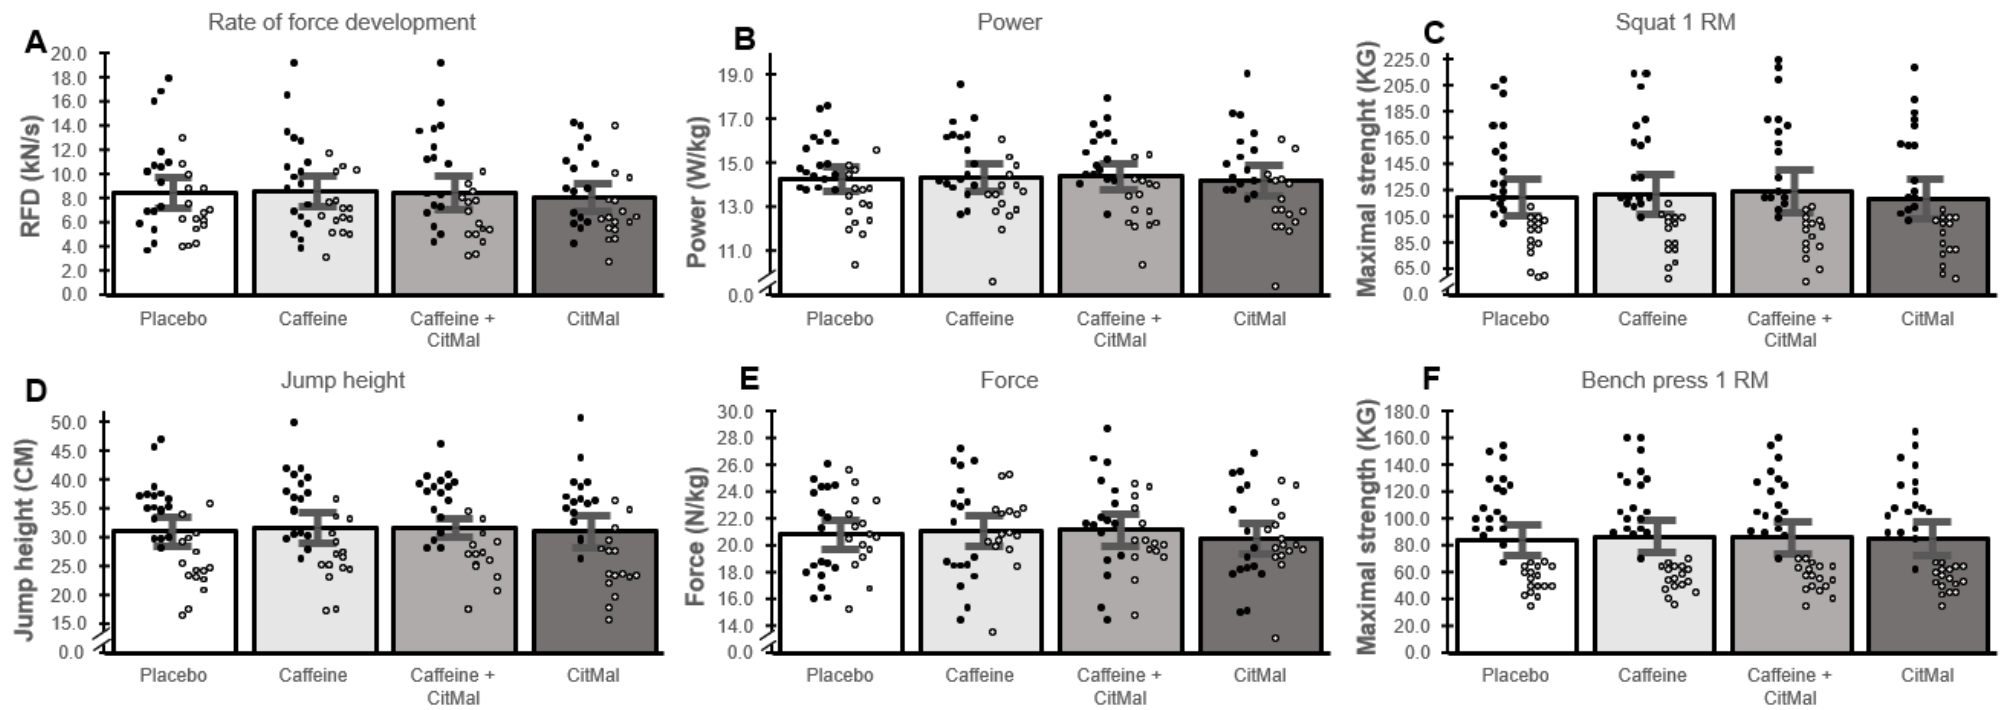 A
Rate of force development
RFD (kN/s)
20.0
18.0
16.0
14.0
12.0
10.0
8.0
6.0
4.0
2.0
0.0
Placebo
Caffeine
Caffeine +
CitMal
CitMal
B
Power
Power (W/kg)
19.0
17.0
15.0
13.0
11.0
0.0
Placebo
Caffeine
Caffeine +
CitMal
CitMal
C
Squat 1 RM
Maximal strenght (KG)
225.0
205.0
185.0
165.0
145.0
125.0
105.0
85.0
65.0
0.0
Placebo
Caffeine
Caffeine +
CitMal
CitMal
D
Jump height
Jump height (CM)
50.0
45.0
40.0
35.0
30.0
25.0
20.0
15.0
0.0
Placebo
Caffeine
Caffeine +
CitMal
CitMal
E
Force
Force (N/kg)
30.0
28.0
26.0
24.0
22.0
20.0
18.0
16.0
14.0
0.0
Placebo
Caffeine
Caffeine +
CitMal
CitMal
F
Bench press 1 RM
Maximal strength (KG)
180.0
160.0
140.0
120.0
100.0
80.0
60.0
40.0
20.0
0.0
Placebo
Caffeine
Caffeine +
CitMal
CitMal